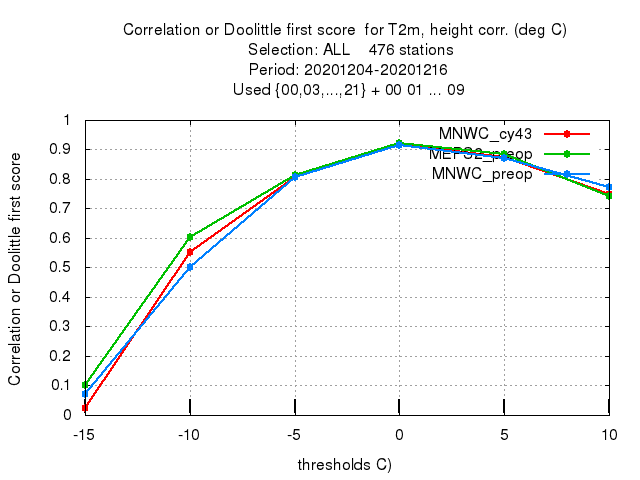 Correlation or Doolittle first score  for T2m, height corr. (deg C)
Selection: ALL    476 stations
Period: 20201204-20201216
Used {00,03,...,21} + 00 01 ... 09
Correlation or Doolittle first score
1
0.9
0.8
0.7
0.6
0.5
0.4
0.3
0.2
0.1
0
MNWC_cy43
MEPS2_preop
MNWC_preop
-15 -10 -5 0 5 10
thresholds C)